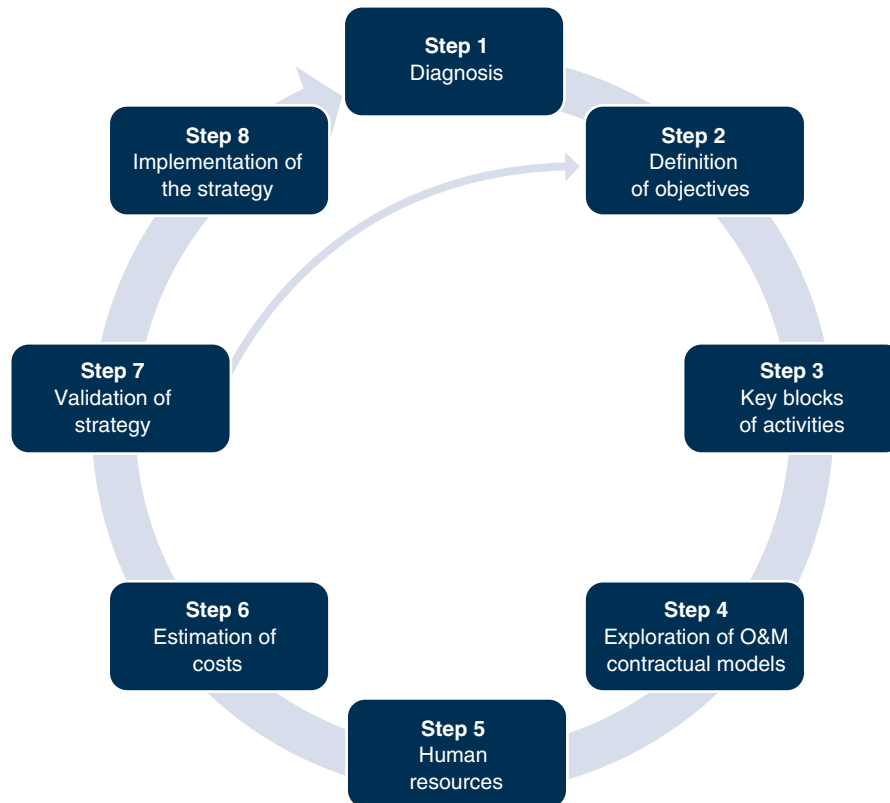 Step 1
Diagnosis
Step 2
Definition
of objectives
Step 3
Key blocks
of activities
Step 4
Exploration of O&M
contractual models
Step 5
Human
resources
Step 6
Estimation of
costs
Step 7
Validation of
strategy
Step 8
Implementation of
the strategy